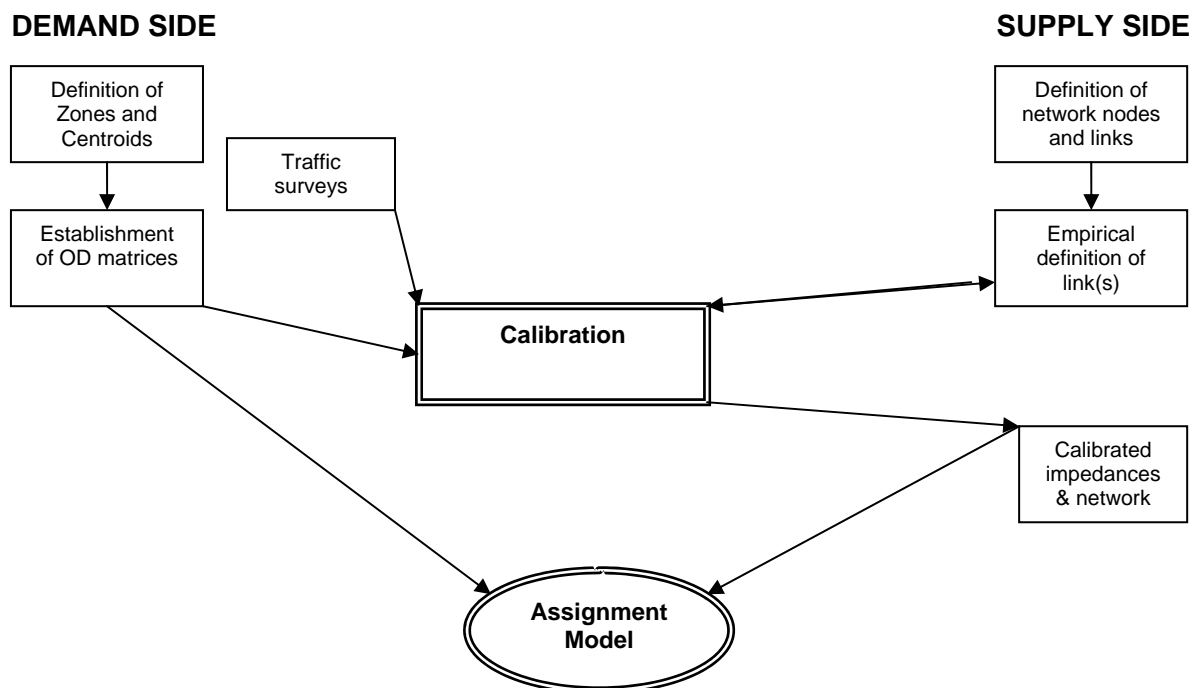 DEMAND SIDE
SUPPLY SIDE
Definition of
Zones and
Centroids
Definition of
network nodes
and links
Traffic
surveys
Establishment
of OD matrices
Empirical
definition of
link(s)
Calibration
Calibrated
impedances
& network
Assignment
Model